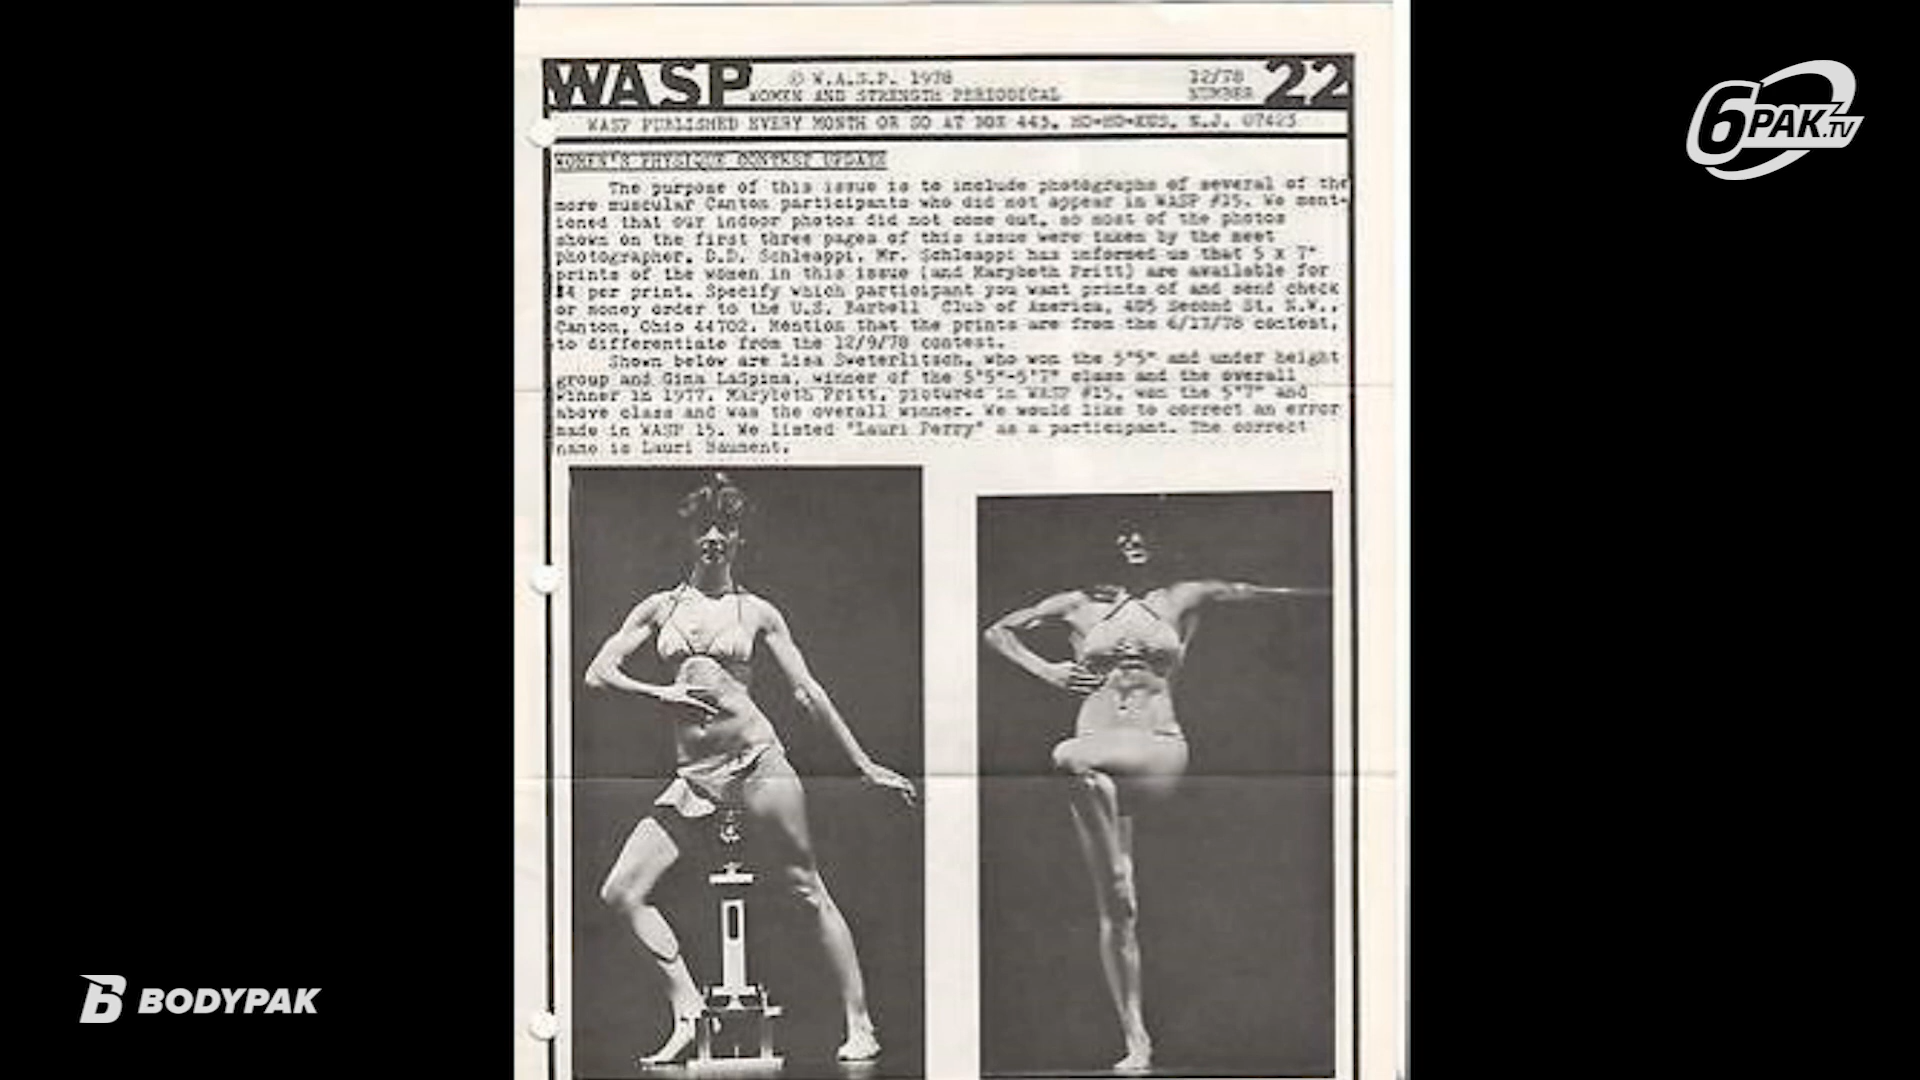 WASP
© W.A.S.P. 1978
WOMEN AND STRENGTH PERIODICAL
12/78
NUMBER
22
WASP PUBLISHED EVERY MONTH OR SO AT BOX 443, HO-HO-KUS, N.J. 07423
WOMEN'S PHYSIQUE CONTEST UPDATE
The purpose of this issue is to include photographs of several of the
more muscular Canton participants who did not appear in WASP #15. We ment-
ioned that our indoor photos did not come out, so most of the photos
shown on the first three pages of this issue were taken by the meet
photographer, D.D. Schleappi. Mr. Schleappi has informed us that 5 x 7"
prints of the women in this issue (and Marybeth Pritt) are available for
$4 per print. Specify which participant you want prints of and send check
or money order to the U.S. Barbell Club of America, 405 Second St. N.W.,
Canton, Ohio 44702. Mention that the prints are from the 6/17/78 contest,
to differentiate from the 12/9/78 contest.
Shown below are Lisa Sweterlitsch, who won the 5'5" and under height
group and Gina LaSpina, winner of the 5'5"-5'7" class and the overall
winner in 1977. Marybeth Pritt, pictured in WASP #15, won the 5'7" and
above class and was the overall winner. We would like to correct an error
made in WASP 15. We listed "Lauri Perry" as a participant. The correct
name is Lauri
6PAK.TV
BODYPAK